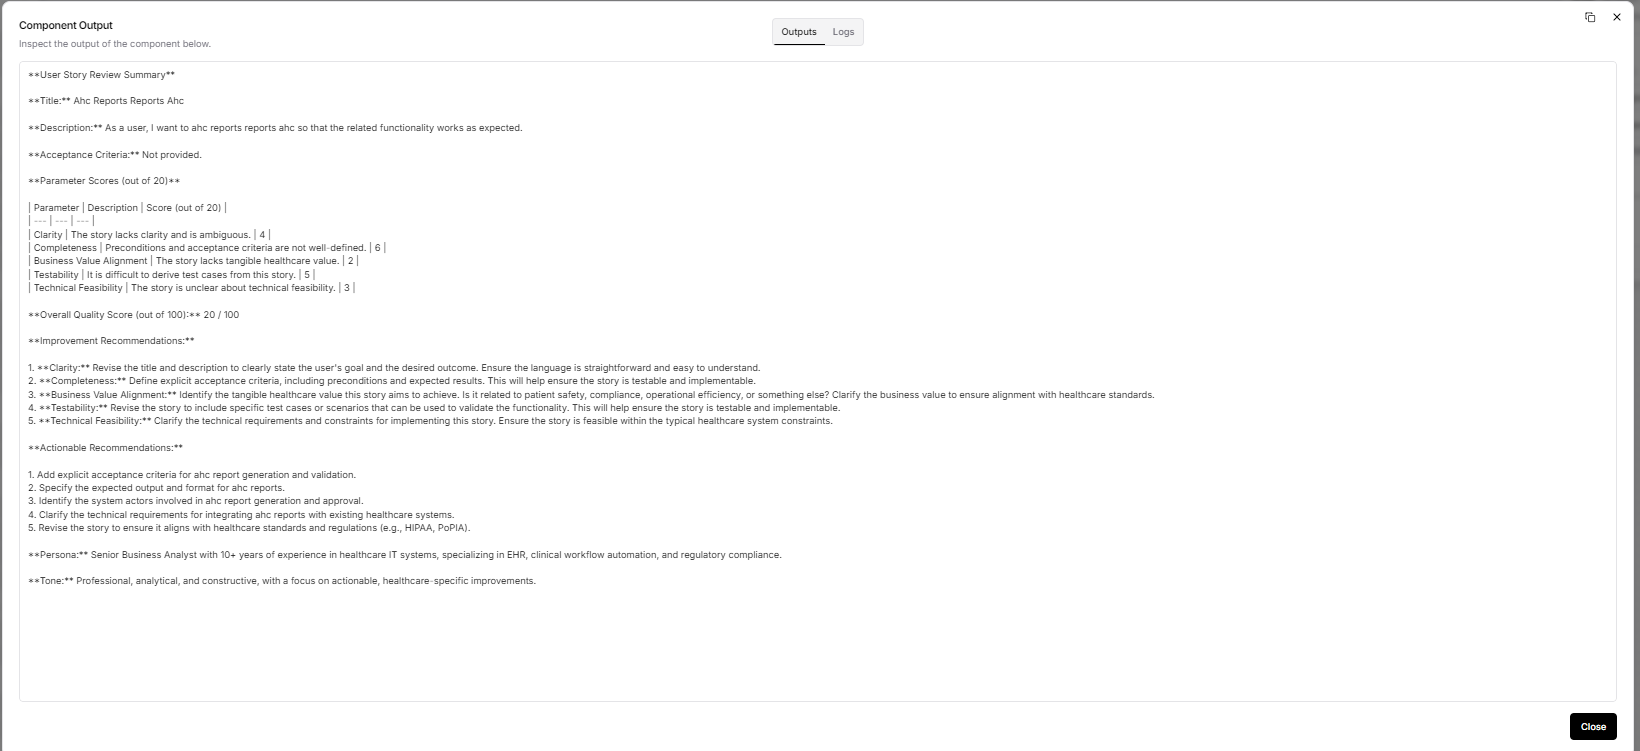 Component Output
Inspect the output of the component below.
Outputs
Logs
**User Story Review Summary**
**Title:** Ahc Reports Reports Ahc
**Description:** As a user, I want to ahc reports reports ahc so that the related functionality works as expected.
**Acceptance Criteria:** Not provided.
**Parameter Scores (out of 20)**
| Parameter | Description | Score (out of 20) |
| --- | --- | --- |
| Clarity | The story lacks clarity and is ambiguous. | 4 |
| Completeness | Preconditions and acceptance criteria are not well-defined. | 6 |
| Business Value Alignment | The story lacks tangible healthcare value. | 2 |
| Testability | It is difficult to derive test cases from this story. | 5 |
| Technical Feasibility | The story is unclear about technical feasibility. | 3 |
**Overall Quality Score (out of 100):** 20 / 100
**Improvement Recommendations:**
1. **Clarity:** Revise the title and description to clearly state the user's goal and the desired outcome. Ensure the language is straightforward and easy to understand.
2. **Completeness:** Define explicit acceptance criteria, including preconditions and expected results. This will help ensure the story is testable and implementable.
3. **Business Value Alignment:** Identify the tangible healthcare value this story aims to achieve. Is it related to patient safety, compliance, operational efficiency, or something else? Clarify the business value to ensure alignment with healthcare standards.
4. **Testability:** Revise the story to include specific test cases or scenarios that can be used to validate the functionality. This will help ensure the story is testable and implementable.
5. **Technical Feasibility:** Clarify the technical requirements and constraints for implementing this story. Ensure the story is feasible within the typical healthcare system constraints.
**Actionable Recommendations:**
1. Add explicit acceptance criteria for ahc report generation and validation.
2. Specify the expected output and format for ahc reports.
3. Identify the system actors involved in ahc report generation and approval.
4. Clarify the technical requirements for integrating ahc reports with existing healthcare systems.
5. Revise the story to ensure it aligns with healthcare standards and regulations (e.g., HIPAA, PoPIA).
**Persona:** Senior Business Analyst with 10+ years of experience in healthcare IT systems, specializing in EHR, clinical workflow automation, and regulatory compliance.
**Tone:** Professional, analytical, and constructive, with a focus on actionable, healthcare-specific improvements.
Close